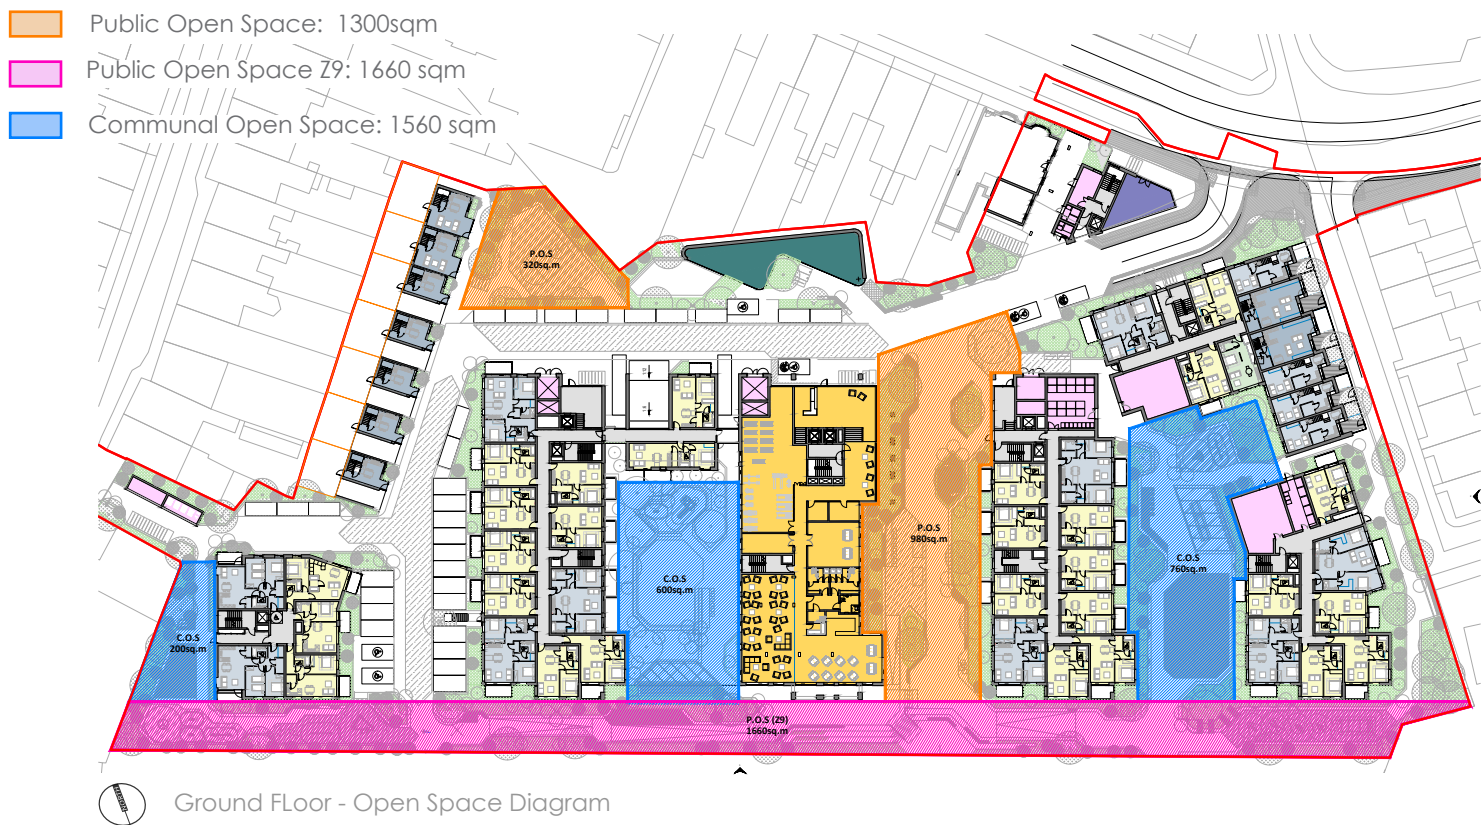 Public Open Space: 1300sqm
Public Open Space Z9: 1660 sqm
Communal Open Space: 1560 sqm
P.O.S
320sq.m
P.O.S
980sq.m
C.O.S
760sq.m
C.O.S
600sq.m
C.O.S
200sq.m
P.O.S (Z9)
1660sq.m
Ground FLoor - Open Space Diagram